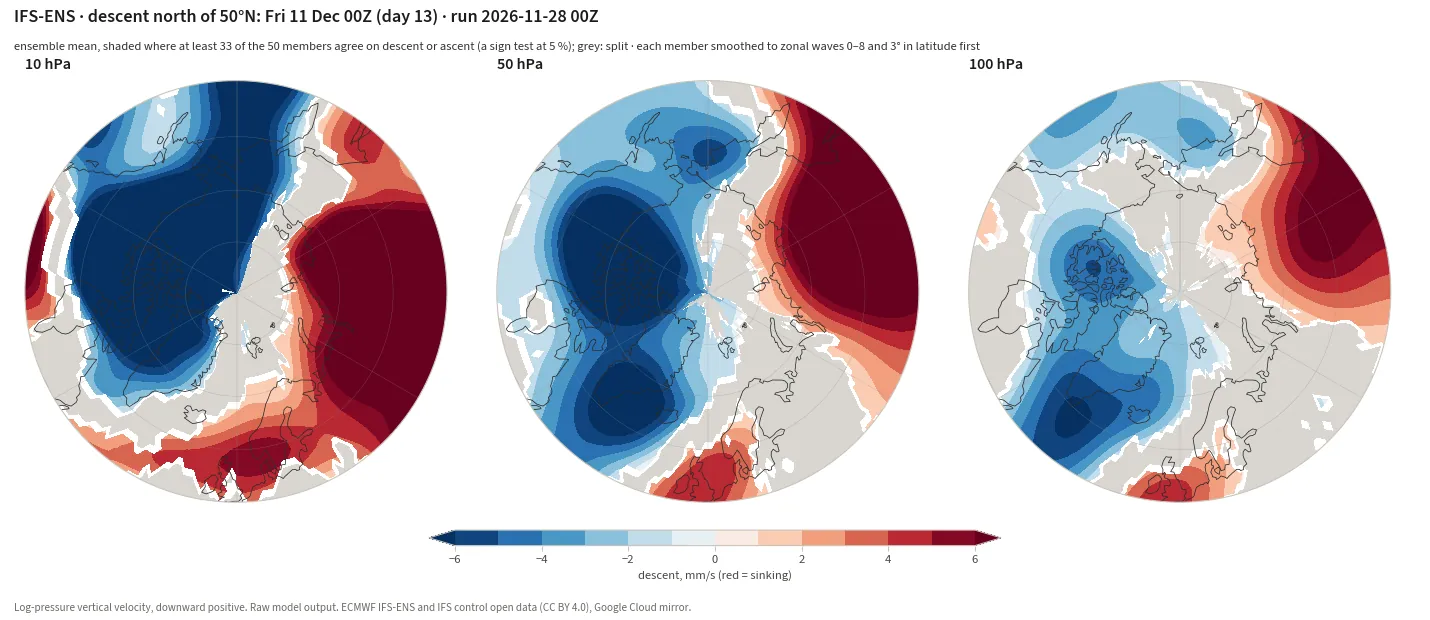 IFS-ENS · descent north of 50°N: Fri 11 Dec 00Z (day 13) · run 2026-11-28 00Z
ensemble mean, shaded where at least 33 of the 50 members agree on descent or ascent (a sign test at 5 %); grey: split · each member smoothed to zonal waves 0–8 and 3° in latitude first
10 hPa
50 hPa
100 hPa
−6 −4 −2 0 2 4 6
descent, mm/s (red = sinking)
Log-pressure vertical velocity, downward positive. Raw model output. ECMWF IFS-ENS and IFS control open data (CC BY 4.0), Google Cloud mirror.